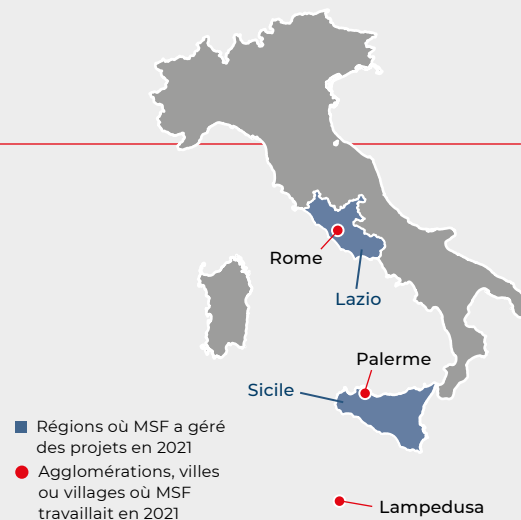 Rome
Lazio
Palerme
Sicile
Régions où MSF a géré
des projets en 2021
Agglomérations, villes
ou villages où MSF
travaillait en 2021
Lampedusa